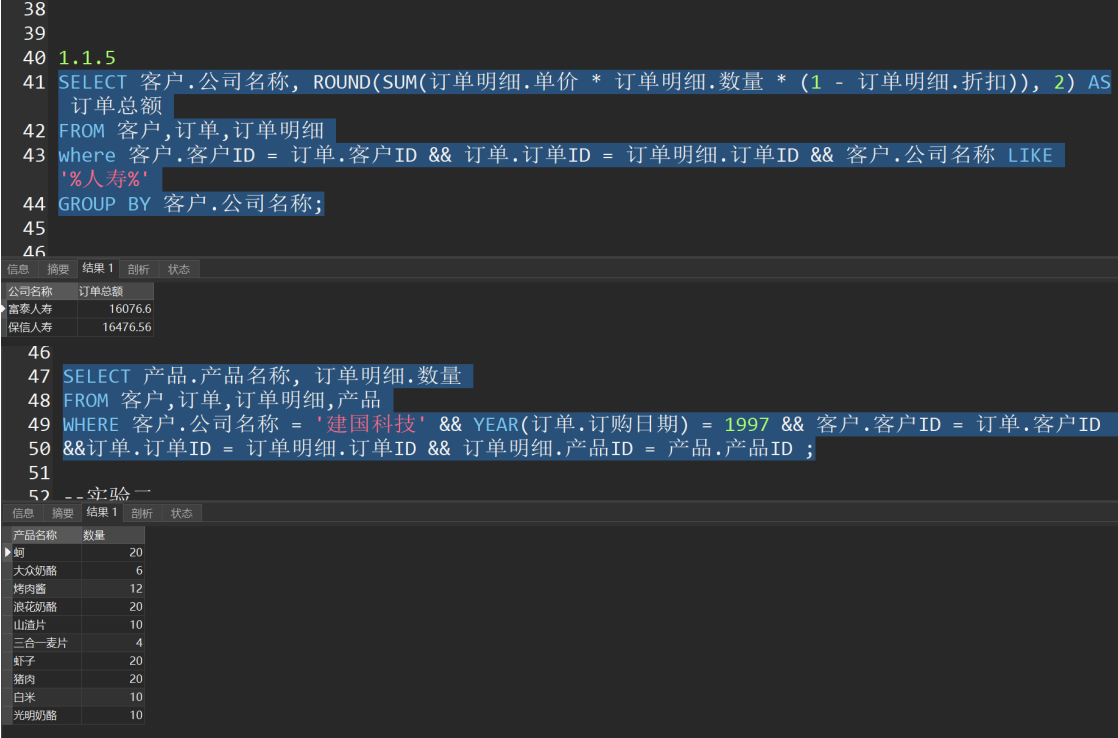 38
39
40 1.1.5
41 SELECT 客户.公司名称, ROUND(SUM(订单明细.单价 * 订单明细.数量 * (1 - 订单明细.折扣)), 2) AS
订单总额
42 FROM 客户,订单,订单明细
43 where 客户.客户ID = 订单.客户ID && 订单.订单ID = 订单明细.订单ID && 客户.公司名称 LIKE
'%人寿%'
44 GROUP BY 客户.公司名称;
45
46
信息 摘要 结果 1 剖析 状态
公司名称 订单总额
富泰人寿 16076.6
保信人寿 16476.56
46
47 SELECT 产品.产品名称, 订单明细.数量
48 FROM 客户,订单,订单明细,产品
49 WHERE 客户.公司名称 = '建国科技' && YEAR(订单.订购日期) = 1997 && 客户.客户ID = 订单.客户ID
50 &&订单.订单ID = 订单明细.订单ID && 订单明细.产品ID = 产品.产品ID ;
51
52 --实验二
信息 摘要 结果 1 剖析 状态
产品名称 数量
蚵 20
大众奶酪 6
烤肉酱 12
浪花奶酪 20
山渣片 10
三合一麦片 4
虾子 20
猪肉 20
白米 10
光明奶酪 10